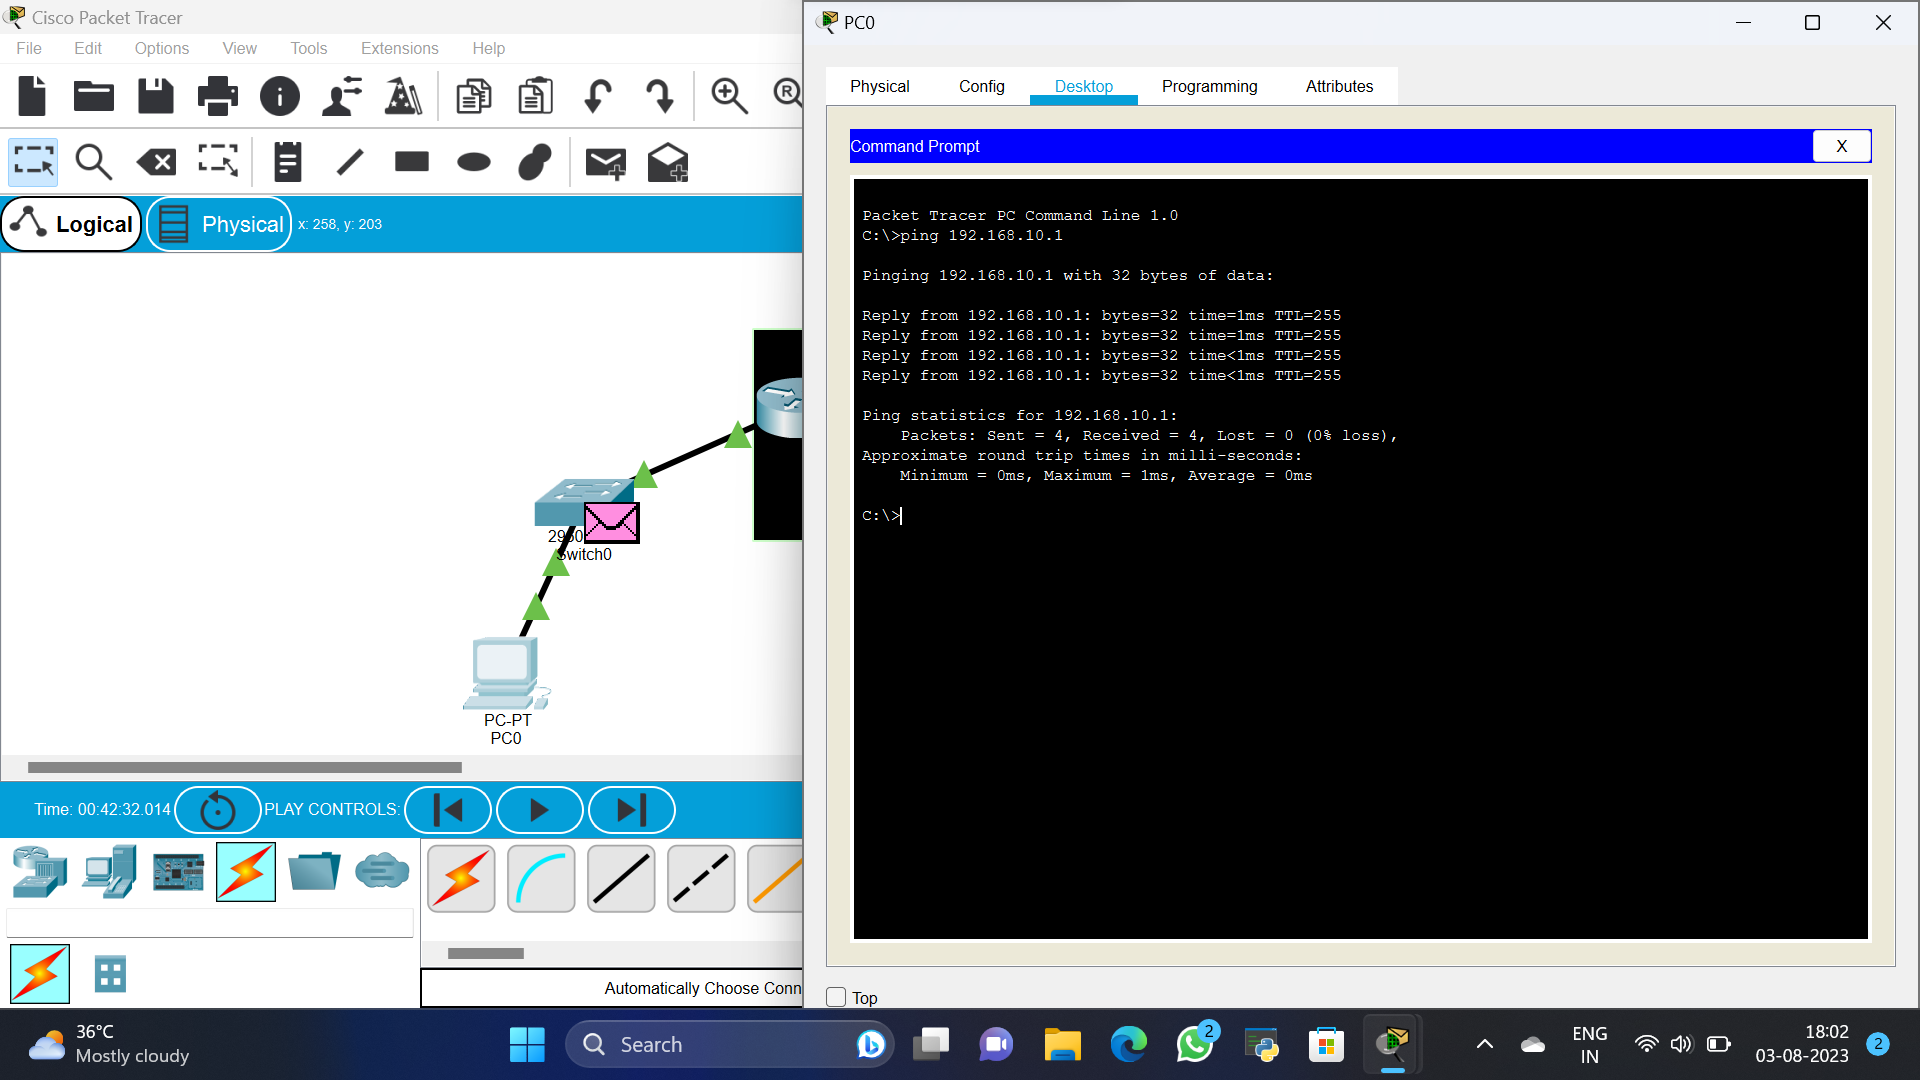 Cisco Packet Tracer
File Edit Options View Tools Extensions Help
Logical
Physical
x: 258, y: 203
Switch0
PC-PT
PC0
Time: 00:42:32.014
PLAY CONTROLS:
Automatically Choose Conn
PC0
Physical Config Desktop Programming Attributes
Command Prompt
X
Packet Tracer PC Command Line 1.0
C:\>ping 192.168.10.1
Pinging 192.168.10.1 with 32 bytes of data:
Reply from 192.168.10.1: bytes=32 time=1ms TTL=255
Reply from 192.168.10.1: bytes=32 time=1ms TTL=255
Reply from 192.168.10.1: bytes=32 time<1ms TTL=255
Reply from 192.168.10.1: bytes=32 time<1ms TTL=255
Ping statistics for 192.168.10.1:
Packets: Sent = 4, Received = 4, Lost = 0 (0% loss),
Approximate round trip times in milli-seconds:
Minimum = 0ms, Maximum = 1ms, Average = 0ms
C:\>
Top
36°C
Mostly cloudy
Search
2
ENG
IN
18:02
03-08-2023
2